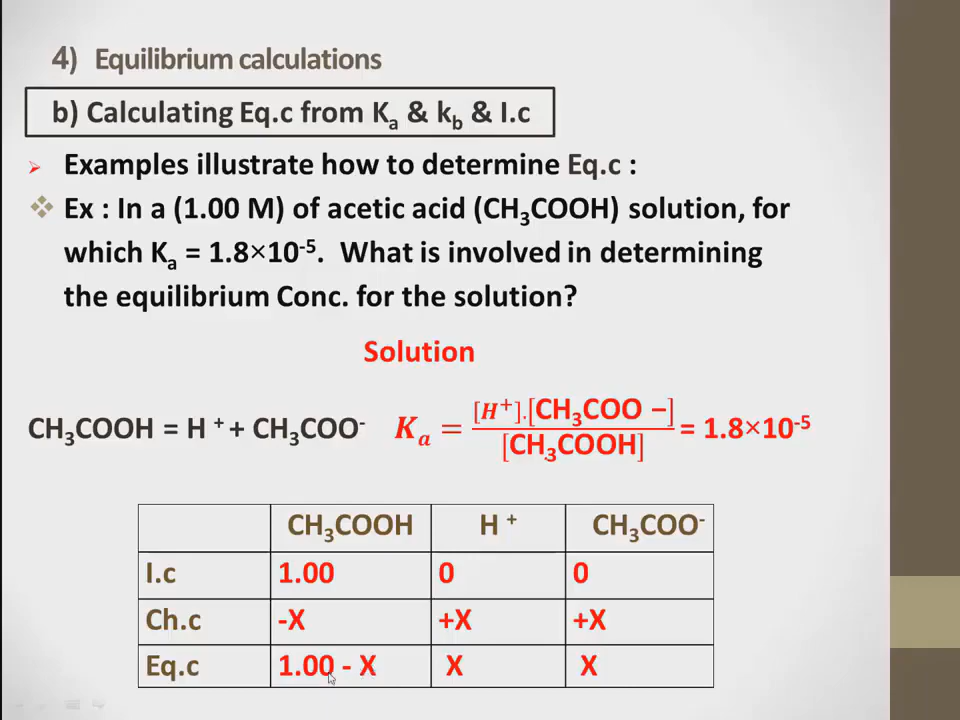 4) Equilibrium calculations
b) Calculating Eq.c from Kₐ & k_b & I.c
Examples illustrate how to determine Eq.c :
Ex : In a (1.00 M) of acetic acid (CH₃COOH) solution, for
which Kₐ = 1.8×10⁻⁵. What is involved in determining
the equilibrium Conc. for the solution?
Solution
CH₃COOH = H ⁺ + CH₃COO⁻ Kₐ = [H⁺].[CH₃COO −] / [CH₃COOH] = 1.8×10⁻⁵
CH₃COOH H ⁺ CH₃COO⁻
I.c 1.00 0 0
Ch.c -X +X +X
Eq.c 1.00 - X X X